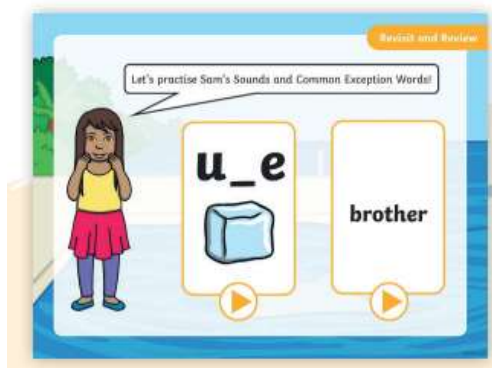 Revisit and Review
Let's practise Sam's Sounds and Common Exception Words!
u_e
brother